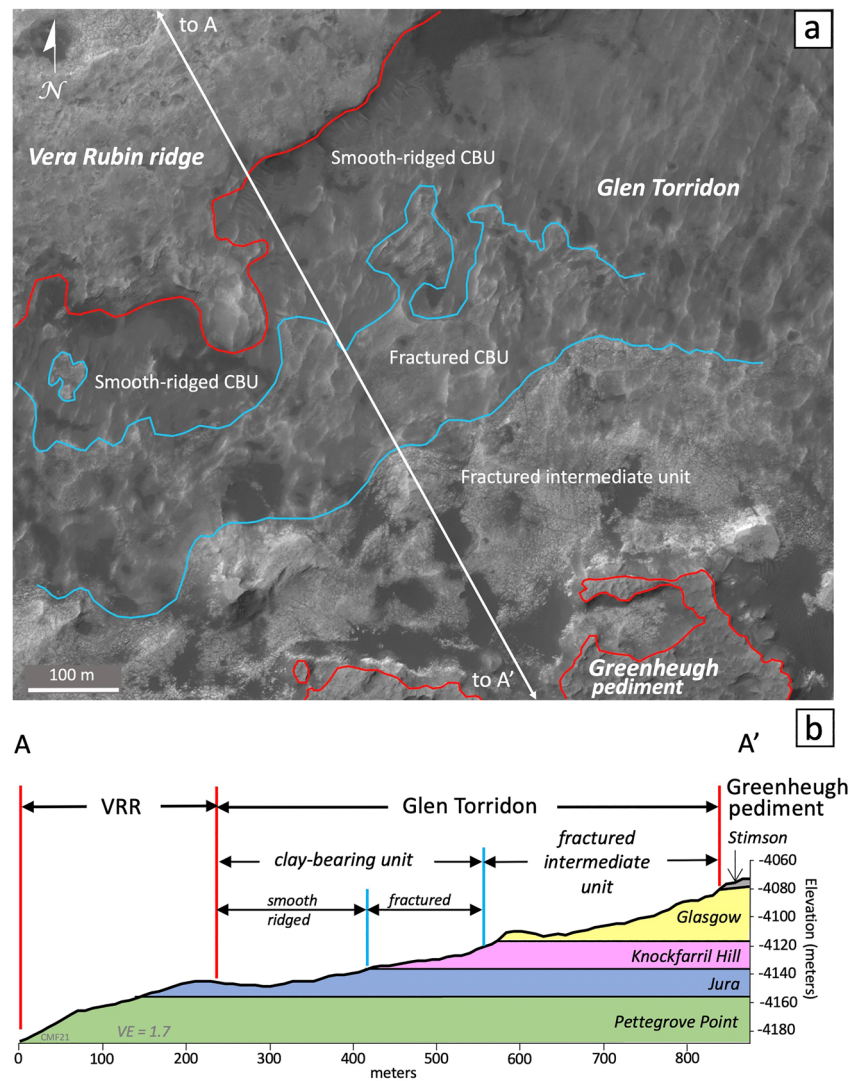 a
to A
N
Vera Rubin ridge
Smooth-ridged CBU
Glen Torridon
Fractured CBU
Smooth-ridged CBU
Fractured intermediate unit
100 m
to A’
Greenheugh
pediment
b
A
A’
VRR
Glen Torridon
Greenheugh
pediment
clay-bearing unit
fractured
intermediate
unit
Stimson
smooth
ridged
fractured
Glasgow
Knockfarril Hill
Jura
Pettegrove Point
CMF21
VE = 1.7
-4060
-4080
-4100
-4120
-4140
-4160
-4180
Elevation (meters)
0 100 200 300 400 500 600 700 800
meters